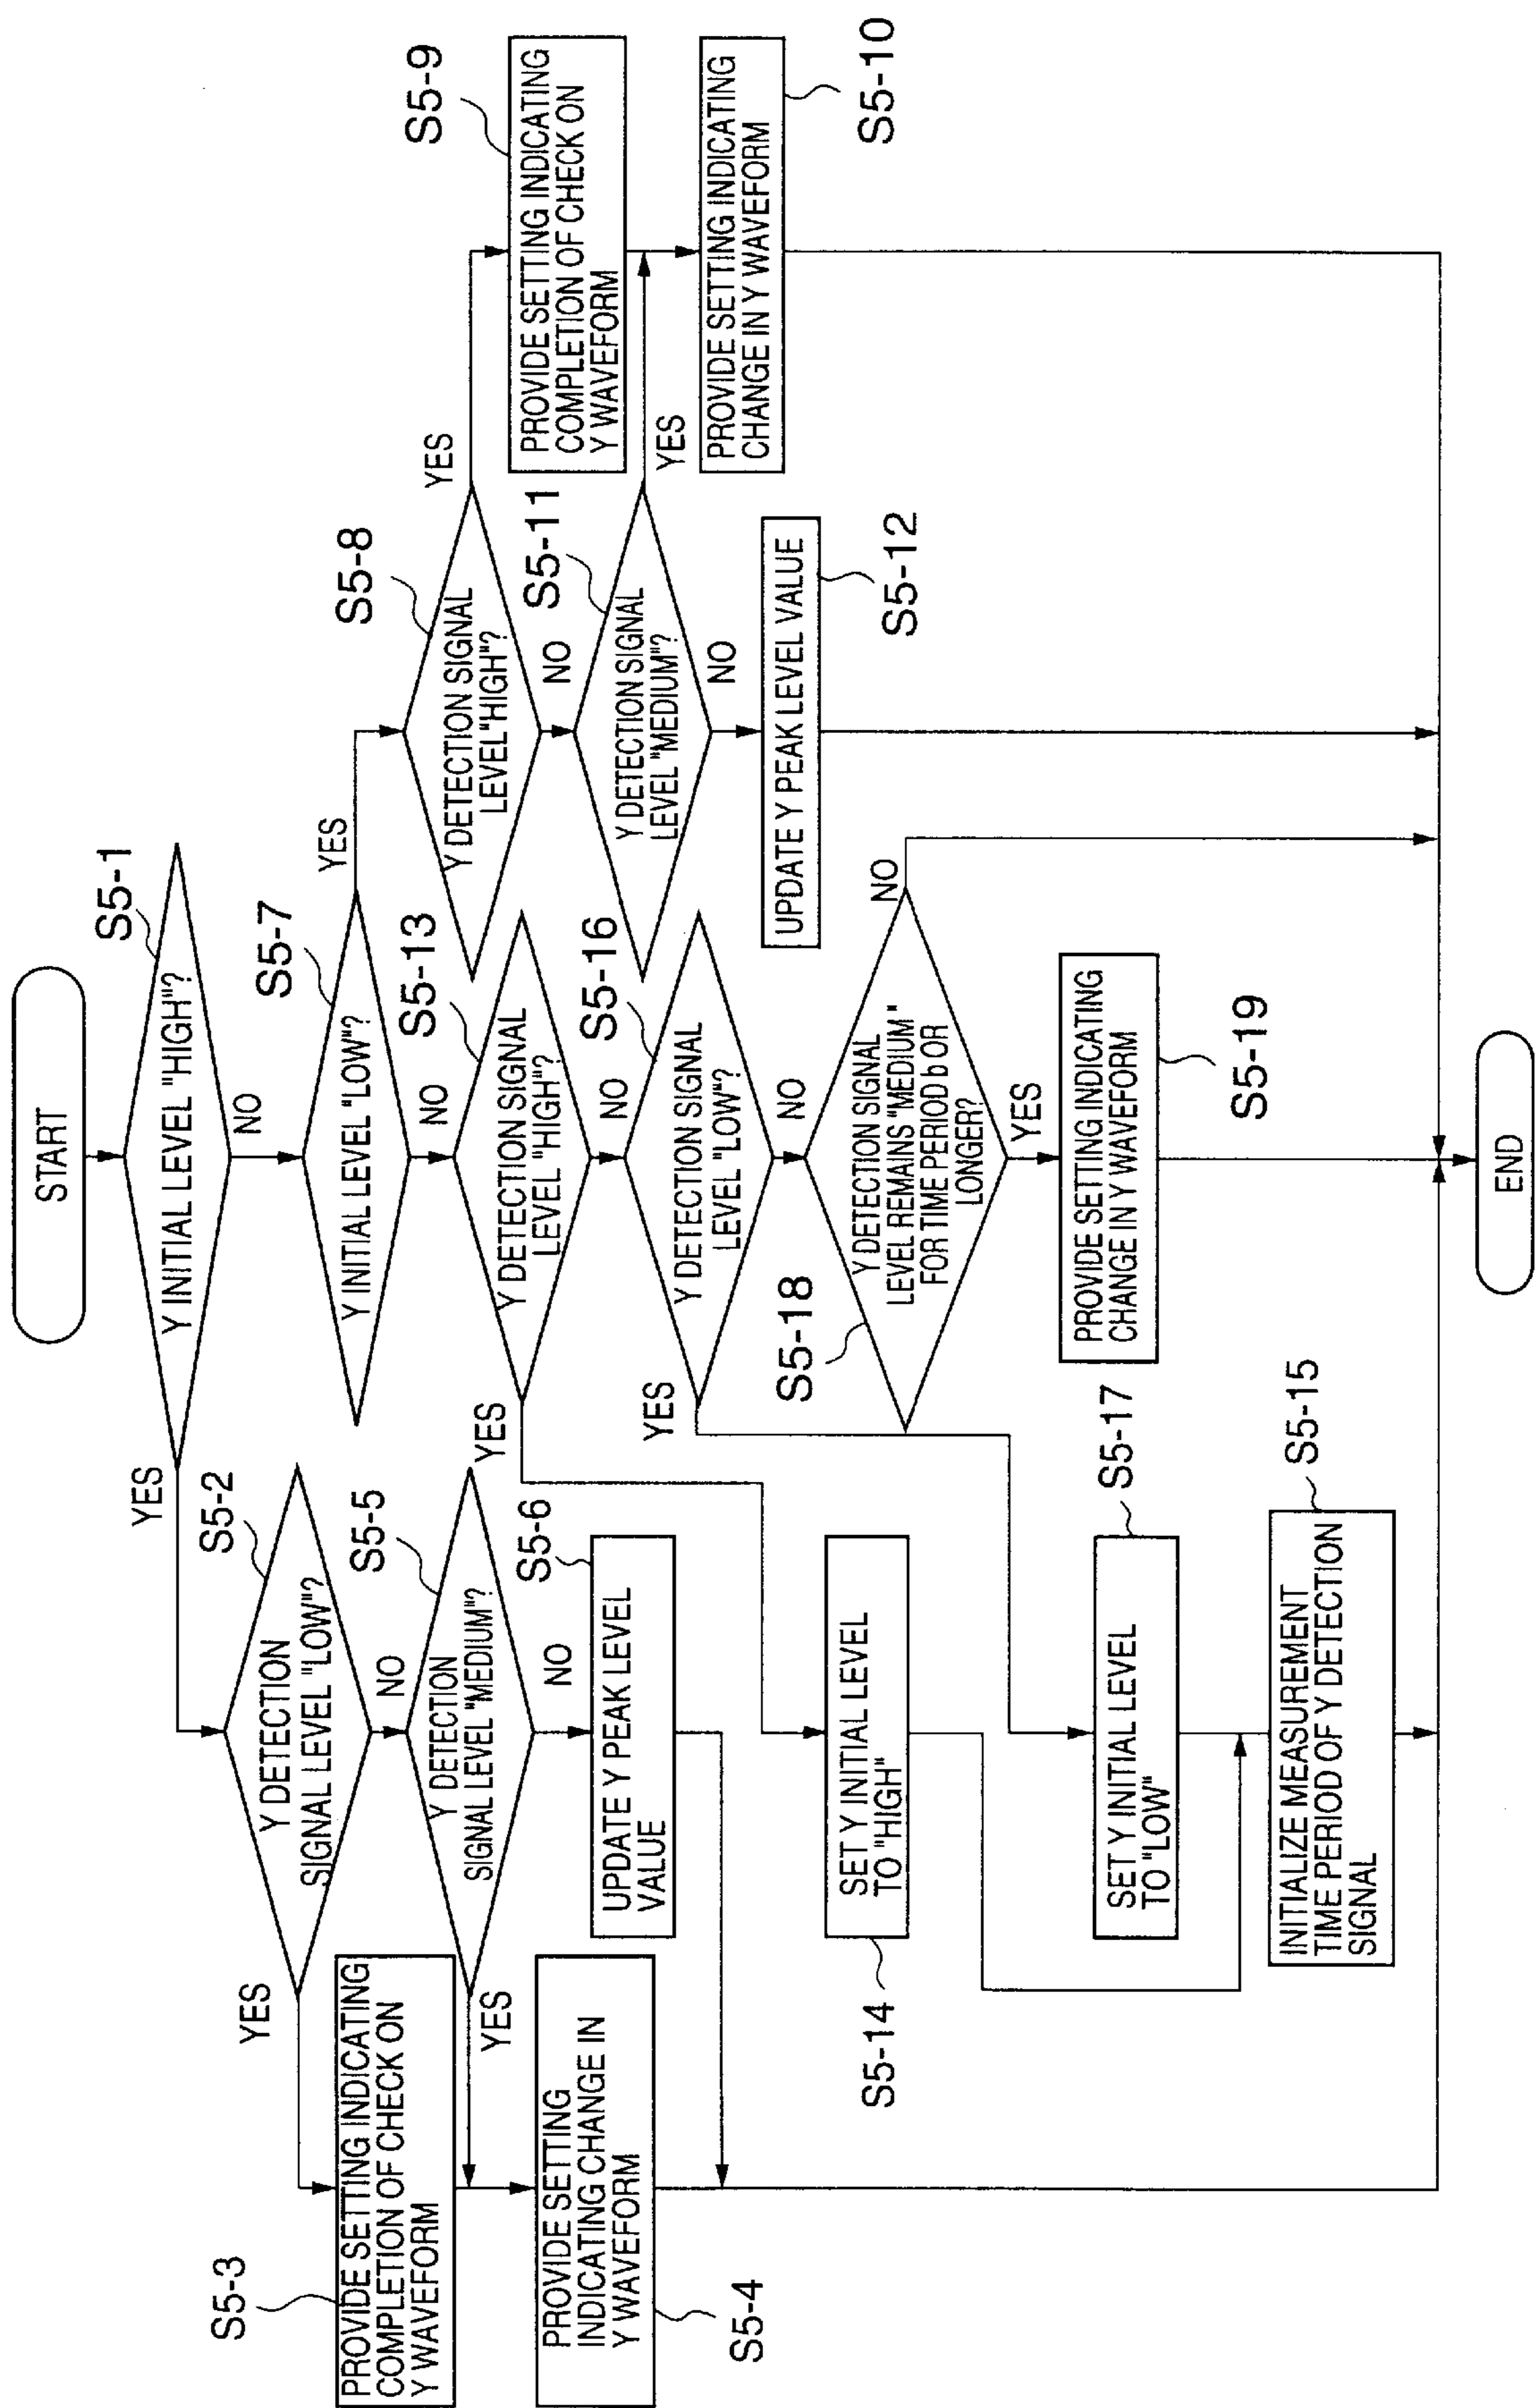 START
S5-1
Y INITIAL LEVEL "HIGH"?
YES
NO
S5-2
Y DETECTION
SIGNAL LEVEL "LOW"?
YES
NO
S5-3
PROVIDE SETTING INDICATING
COMPLETION OF CHECK ON
Y WAVEFORM
S5-5
Y DETECTION
SIGNAL LEVEL "MEDIUM"?
YES
NO
S5-4
PROVIDE SETTING
INDICATING CHANGE IN
Y WAVEFORM
S5-6
UPDATE Y PEAK LEVEL
VALUE
S5-7
Y INITIAL LEVEL "LOW"?
YES
NO
S5-8
Y DETECTION SIGNAL
LEVEL "HIGH"?
YES
NO
S5-9
PROVIDE SETTING INDICATING
COMPLETION OF CHECK ON
Y WAVEFORM
S5-11
Y DETECTION SIGNAL
LEVEL "MEDIUM"?
YES
NO
S5-10
PROVIDE SETTING INDICATING
CHANGE IN Y WAVEFORM
UPDATE Y PEAK LEVEL VALUE
S5-12
S5-13
Y DETECTION SIGNAL
LEVEL "HIGH"?
YES
NO
SET Y INITIAL LEVEL
TO "HIGH"
S5-14
S5-16
Y DETECTION SIGNAL
LEVEL "LOW"?
YES
NO
S5-17
SET Y INITIAL LEVEL
TO "LOW"
S5-15
INITIALIZE MEASUREMENT
TIME PERIOD OF Y DETECTION
SIGNAL
S5-18
Y DETECTION SIGNAL
LEVEL REMAINS "MEDIUM"
FOR TIME PERIOD b OR
LONGER?
NO
YES
PROVIDE SETTING INDICATING
CHANGE IN Y WAVEFORM
S5-19
END